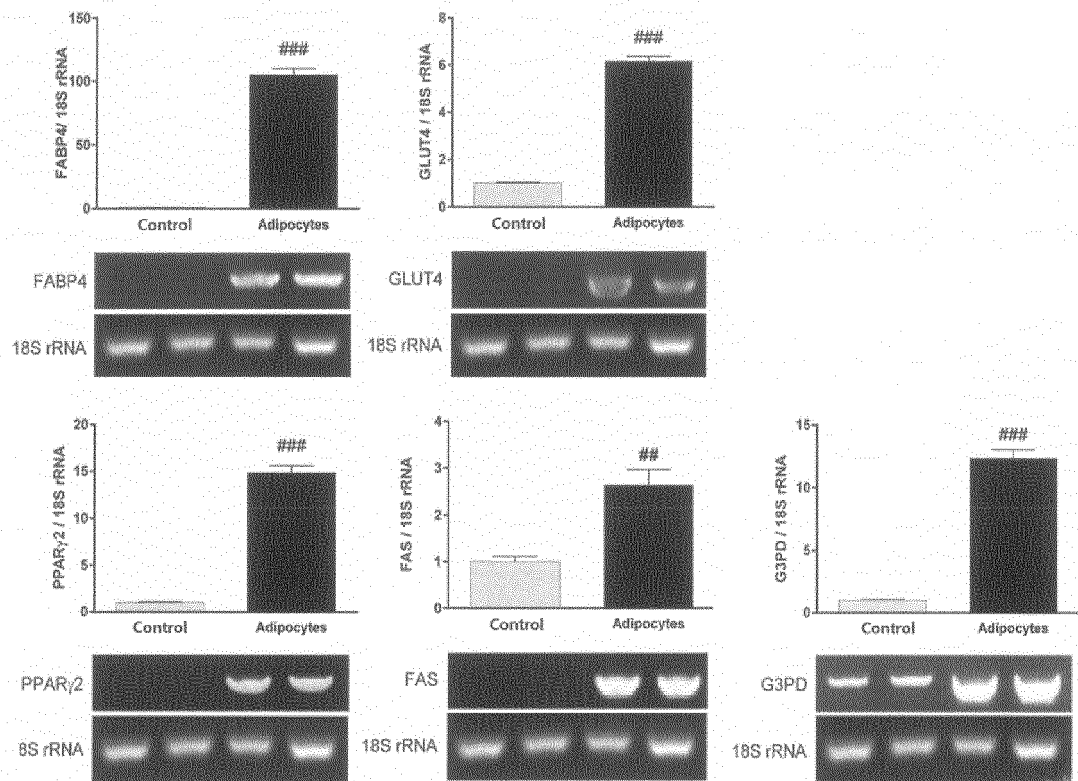 150
100
50
0
FABP4/ 18S rRNA
###
Control
Adipocytes
FABP4
18S rRNA
8
6
4
2
0
GLUT4 / 18S rRNA
###
Control
Adipocytes
GLUT4
18S rRNA
20
15
10
5
0
PPARγ2 / 18S rRNA
###
Control
Adipocytes
PPARγ2
8S rRNA
4
3
2
1
0
FAS / 18S rRNA
##
Control
Adipocytes
FAS
18S rRNA
15
10
5
0
G3PD / 18S rRNA
###
Control
Adipocytes
G3PD
18S rRNA